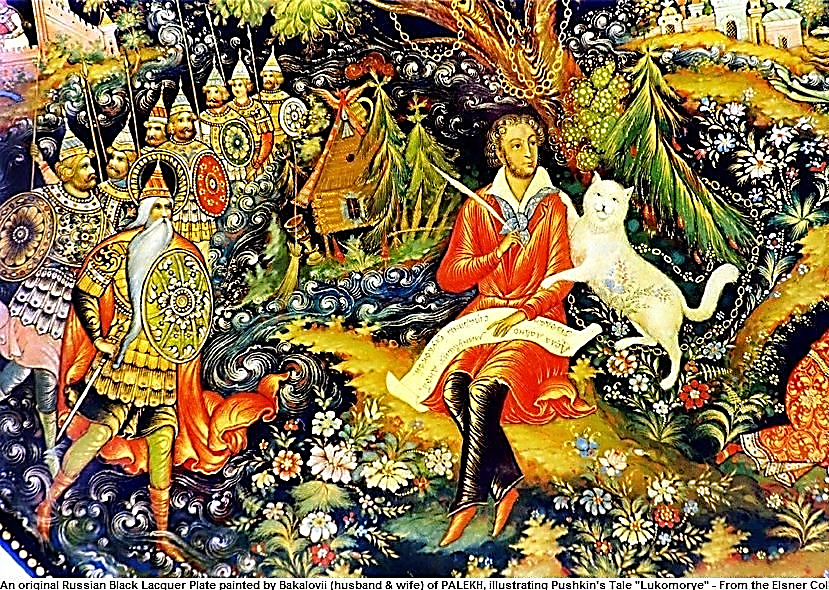 An original Russian Black Lacquer Plate painted by Bakalovii (husband & wife) of PALEKH, illustrating Pushkin's Tale "Lukomorye" - From the Elsner Col